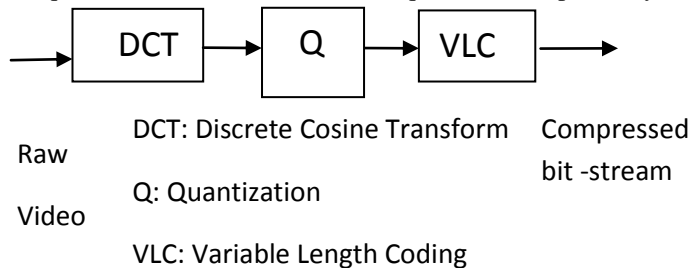 DCT
Q
VLC
DCT: Discrete Cosine Transform
Compressed
bit -stream
Raw
Video
Q: Quantization
VLC: Variable Length Coding